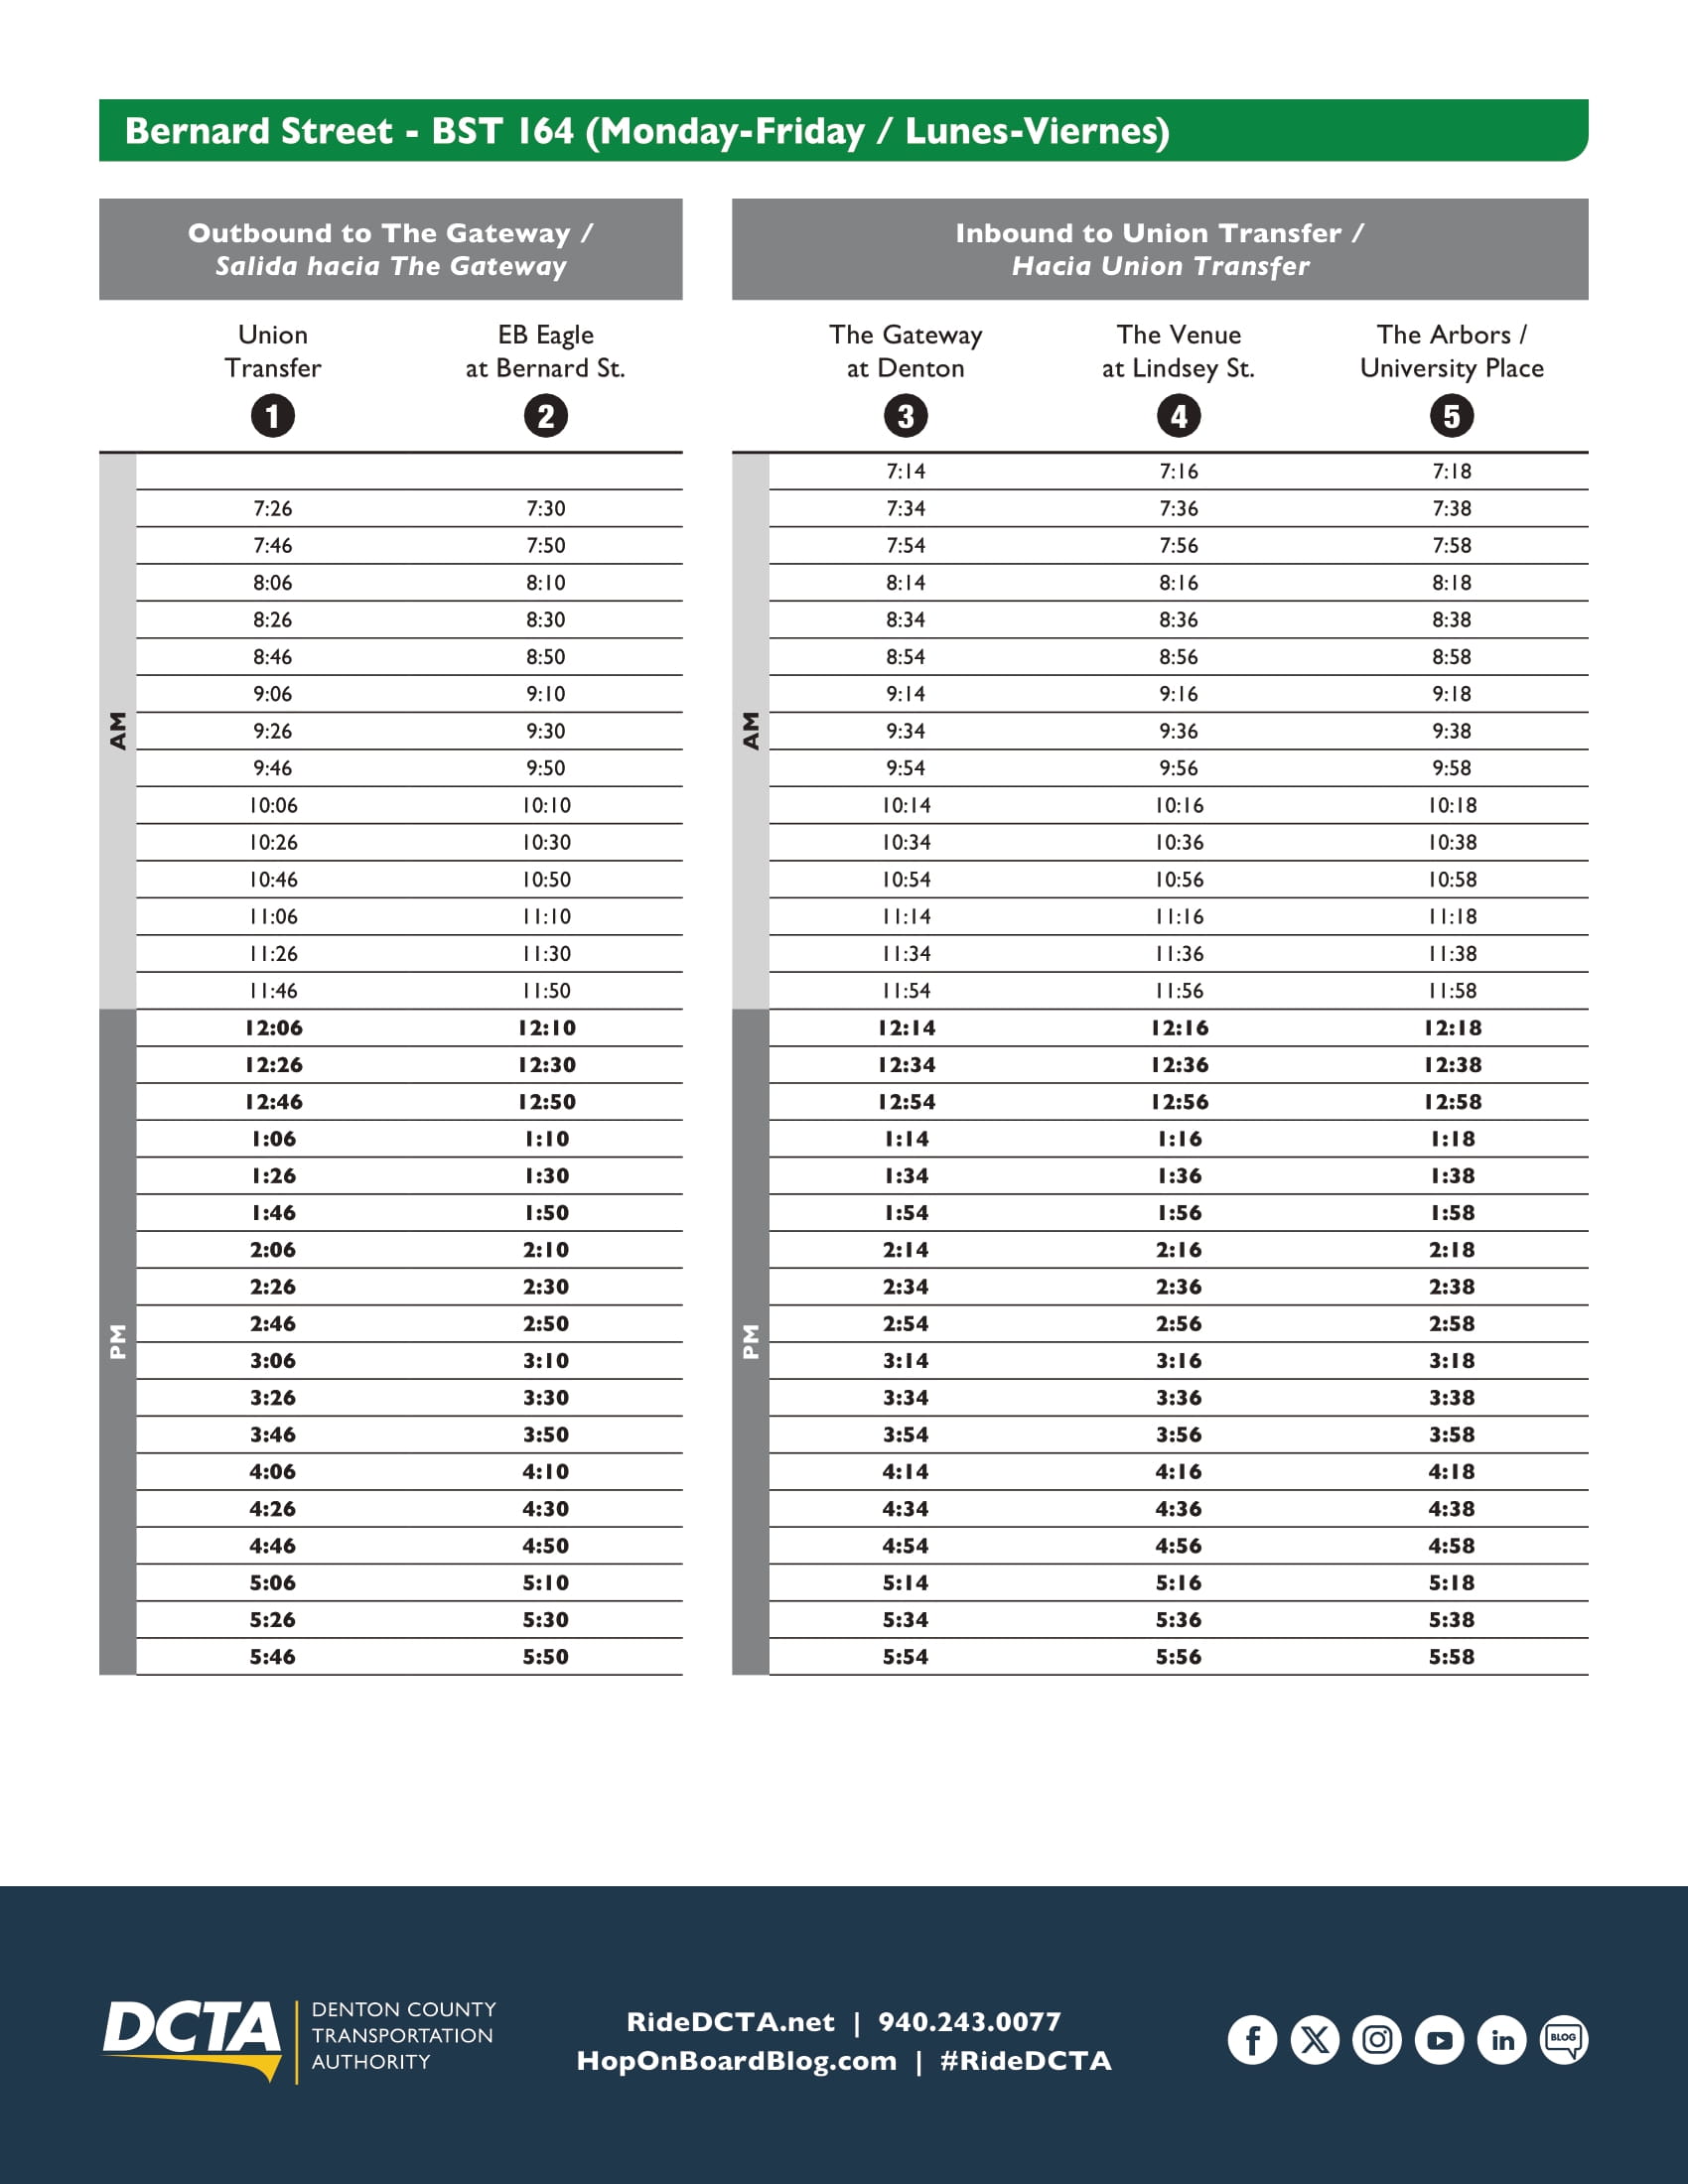 Bernard Street - BST 164 (Monday-Friday / Lunes-Viernes)
Outbound to The Gateway /
Salida hacia The Gateway
Inbound to Union Transfer /
Hacia Union Transfer
Union
Transfer
1
EB Eagle
at Bernard St.
2
The Gateway
at Denton
3
The Venue
at Lindsey St.
4
The Arbors /
University Place
5
AM
AM
7:14 7:16 7:18
7:26 7:30 7:34 7:36 7:38
7:46 7:50 7:54 7:56 7:58
8:06 8:10 8:14 8:16 8:18
8:26 8:30 8:34 8:36 8:38
8:46 8:50 8:54 8:56 8:58
9:06 9:10 9:14 9:16 9:18
9:26 9:30 9:34 9:36 9:38
9:46 9:50 9:54 9:56 9:58
10:06 10:10 10:14 10:16 10:18
10:26 10:30 10:34 10:36 10:38
10:46 10:50 10:54 10:56 10:58
11:06 11:10 11:14 11:16 11:18
11:26 11:30 11:34 11:36 11:38
11:46 11:50 11:54 11:56 11:58
PM
PM
12:06 12:10 12:14 12:16 12:18
12:26 12:30 12:34 12:36 12:38
12:46 12:50 12:54 12:56 12:58
1:06 1:10 1:14 1:16 1:18
1:26 1:30 1:34 1:36 1:38
1:46 1:50 1:54 1:56 1:58
2:06 2:10 2:14 2:16 2:18
2:26 2:30 2:34 2:36 2:38
2:46 2:50 2:54 2:56 2:58
3:06 3:10 3:14 3:16 3:18
3:26 3:30 3:34 3:36 3:38
3:46 3:50 3:54 3:56 3:58
4:06 4:10 4:14 4:16 4:18
4:26 4:30 4:34 4:36 4:38
4:46 4:50 4:54 4:56 4:58
5:06 5:10 5:14 5:16 5:18
5:26 5:30 5:34 5:36 5:38
5:46 5:50 5:54 5:56 5:58
DCTA
DENTON COUNTY
TRANSPORTATION
AUTHORITY
RideDCTA.net | 940.243.0077
HopOnBoardBlog.com | #RideDCTA
f X in BLOG